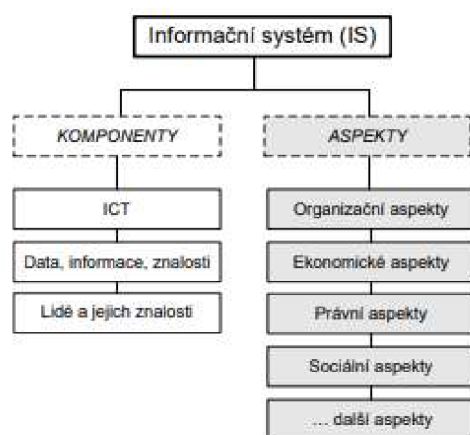 Informační systém (IS)
KOMPONENTY
ICT
Data, informace, znalosti
Lidé a jejich znalosti
ASPEKTY
Organizační aspekty
Ekonomické aspekty
Právní aspekty
Sociální aspekty
... další aspekty